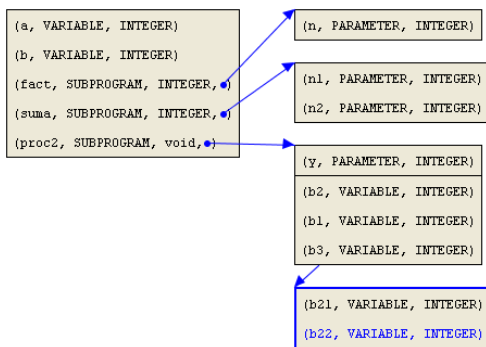 (a, VARIABLE, INTEGER)
(b, VARIABLE, INTEGER)
(fact, SUBPROGRAM, INTEGER, )
(suma, SUBPROGRAM, INTEGER, )
(proc2, SUBPROGRAM, void, )
(n, PARAMETER, INTEGER)
(n1, PARAMETER, INTEGER)
(n2, PARAMETER, INTEGER)
(y, PARAMETER, INTEGER)
(b2, VARIABLE, INTEGER)
(b1, VARIABLE, INTEGER)
(b3, VARIABLE, INTEGER)
(b21, VARIABLE, INTEGER)
(b22, VARIABLE, INTEGER)